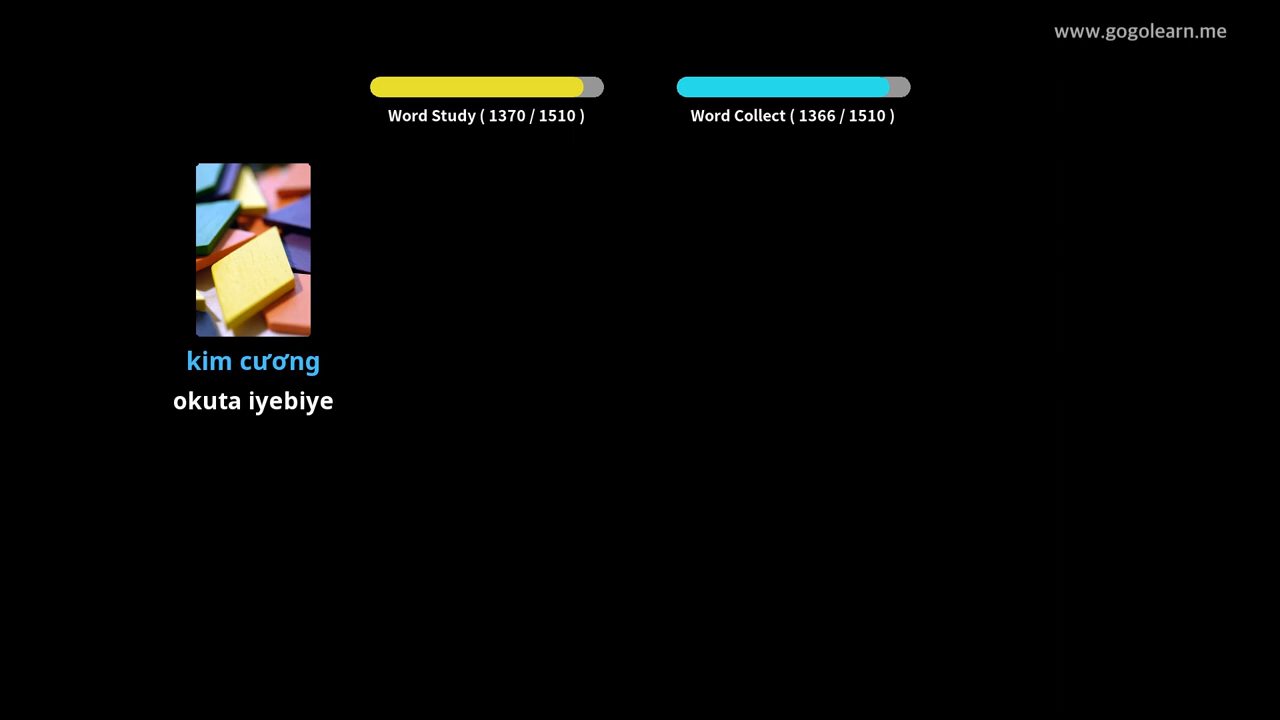 www.gogolearn.me
Word Study ( 1370 / 1510 )
Word Collect ( 1366 / 1510 )
kim cương
okuta iyebiye